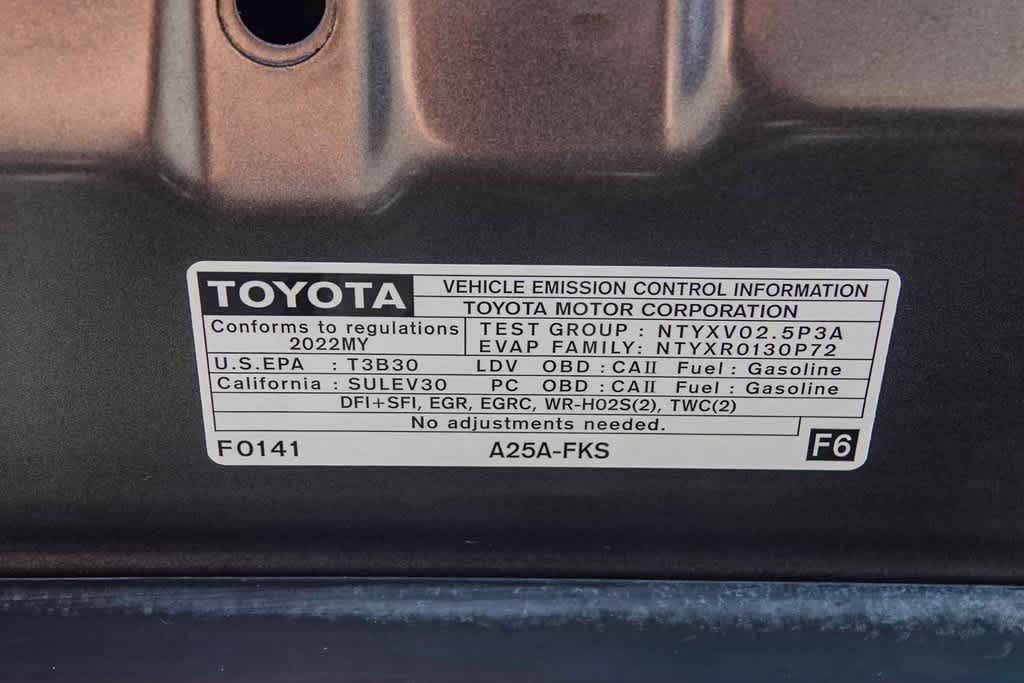 TOYOTA
VEHICLE EMISSION CONTROL INFORMATION
TOYOTA MOTOR CORPORATION
Conforms to regulations
2022MY
TEST GROUP : NTYXV02.5P3A
EVAP FAMILY: NTYXR0130P72
U.S.EPA : T3B30 LDV OBD : CAII Fuel : Gasoline
California : SULEV30 PC OBD : CAII Fuel : Gasoline
DFI+SFI, EGR, EGRC, WR-HO2S(2), TWC(2)
No adjustments needed.
F0141 A25A-FKS F6